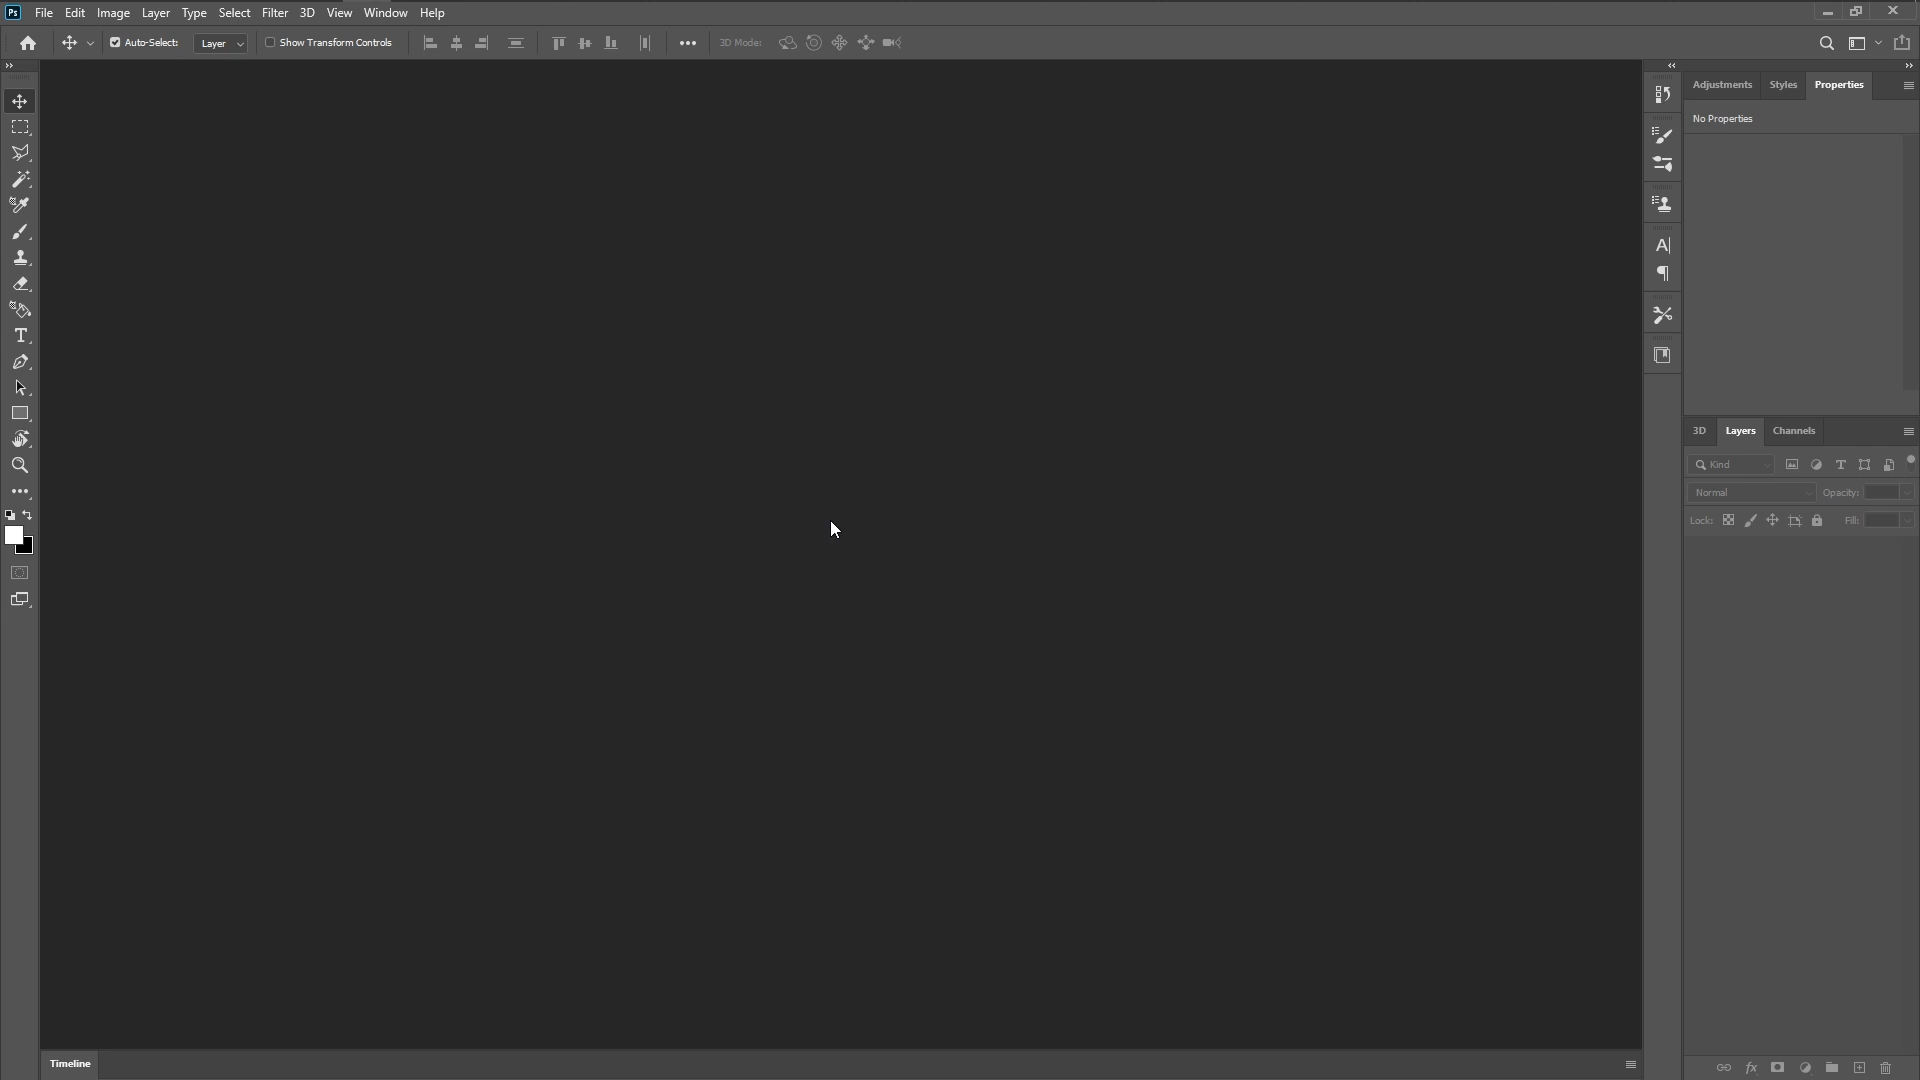 Ps File Edit Image Layer Type Select Filter 3D View Window Help
Auto-Select: Layer Show Transform Controls 3D Mode:
Adjustments Styles Properties
No Properties
3D Layers Channels
Kind
Normal Opacity:
Lock: Fill:
fx
Timeline